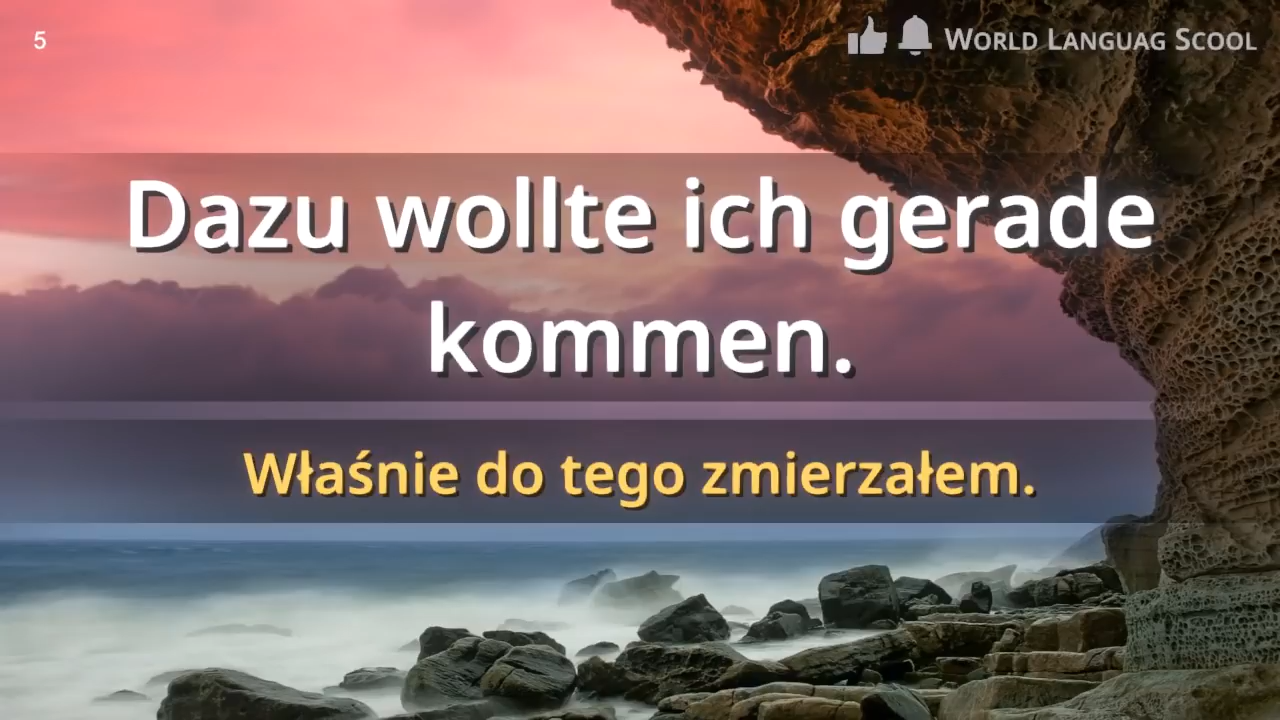 5
World Languag Scool
Dazu wollte ich gerade
kommen.
Właśnie do tego zmierzałem.